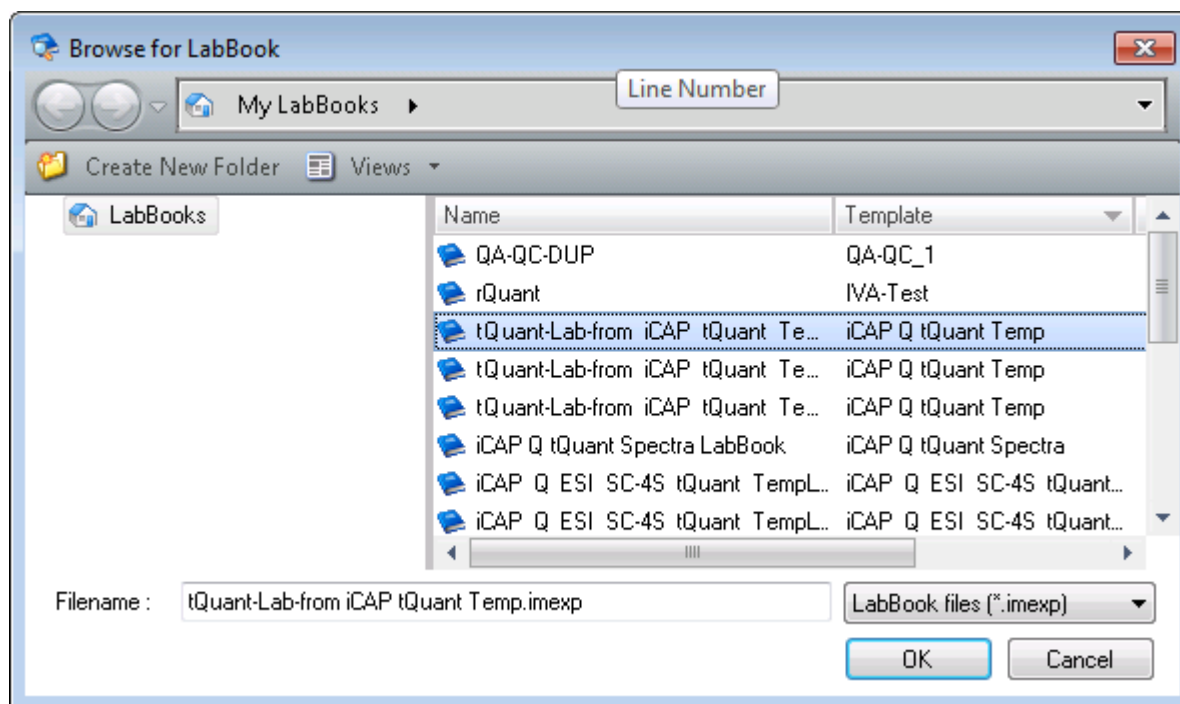 Browse for LabBook
My LabBooks
Line Number
Create New Folder Views
LabBooks
Name Template
QA-QC-DUP QA-QC_1
rQuant IVA-Test
tQuant-Lab-from iCAP tQuant Te... iCAP Q tQuant Temp
tQuant-Lab-from iCAP tQuant Te... iCAP Q tQuant Temp
tQuant-Lab-from iCAP tQuant Te... iCAP Q tQuant Temp
iCAP Q tQuant Spectra LabBook iCAP Q tQuant Spectra
iCAP Q ESI SC-4S tQuant TempL... iCAP Q ESI SC-4S tQuant...
iCAP Q ESI SC-4S tQuant TempL... iCAP Q ESI SC-4S tQuant...
Filename : tQuant-Lab-from iCAP tQuant Temp.imexp LabBook files (*.imexp)
OK Cancel